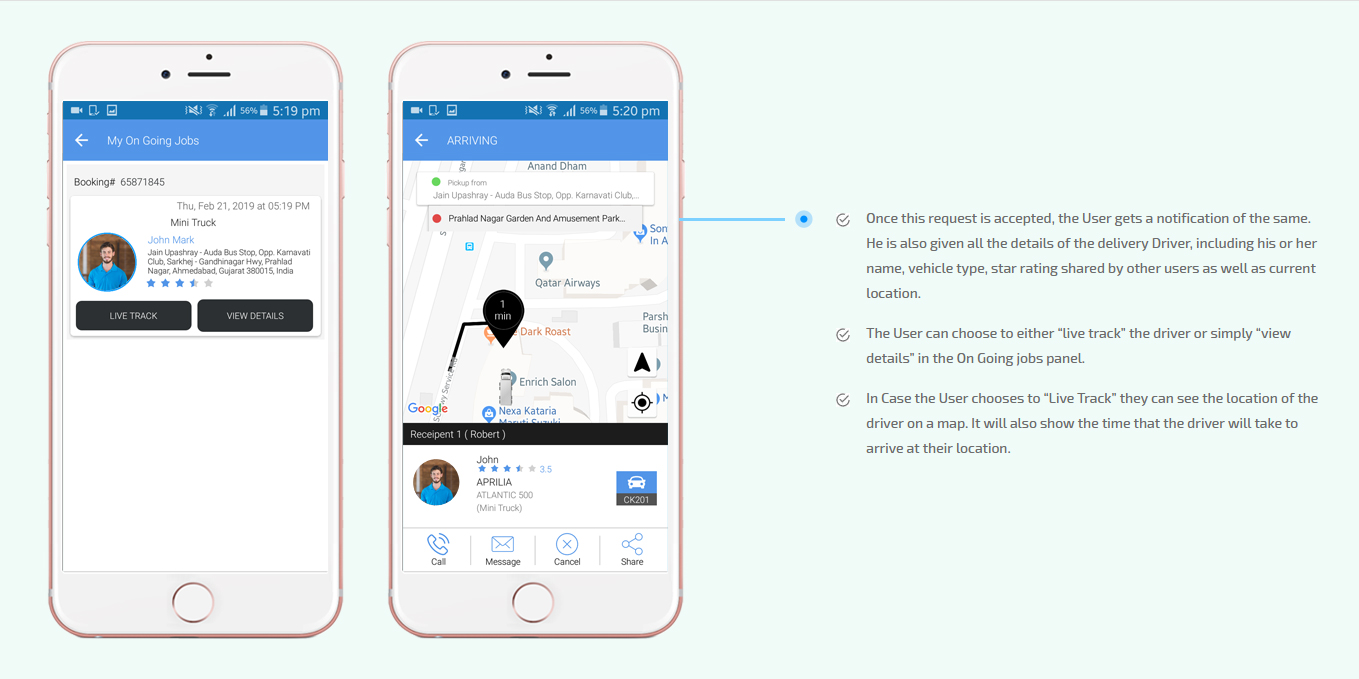 56% 5:19 pm
My On Going Jobs
Booking# 65871845
Thu, Feb 21, 2019 at 05:19 PM
Mini Truck
John Mark
Jain Upashray - Auda Bus Stop, Opp. Karnavati
Club, Sarkhej - Gandhinagar Hwy, Prahlad
Nagar, Ahmedabad, Gujarat 380015, India
LIVE TRACK
VIEW DETAILS
56% 5:20 pm
ARRIVING
Anand Dham
Pickup from
Jain Upashray - Auda Bus Stop, Opp. Karnavati Club,...
Prahlad Nagar Garden And Amusement Park...
Son
In A
Qatar Airways
1
min
Dark Roast
Parsh
Busin
Enrich Salon
Google
Nexa Kataria
Maruti Suzuki
Receipent 1 ( Robert )
John
3.5
APRILIA
ATLANTIC 500
(Mini Truck)
CK201
Call
Message
Cancel
Share
Once this request is accepted, the User gets a notification of the same.
He is also given all the details of the delivery Driver, including his or her
name, vehicle type, star rating shared by other users as well as current
location.
The User can choose to either “live track” the driver or simply “view
details” in the On Going jobs panel.
In Case the User chooses to “Live Track” they can see the location of the
driver on a map. It will also show the time that the driver will take to
arrive at their location.